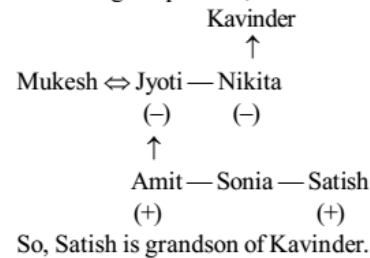 Kavinder
↑
Mukesh ⇔ Jyoti — Nikita
(–) (–)
↑
Amit — Sonia — Satish
(+) (+)
So, Satish is grandson of Kavinder.